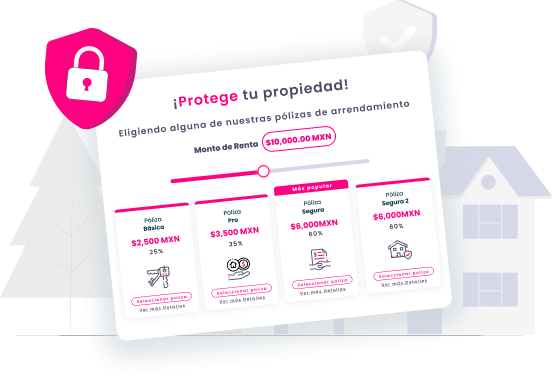 ¡Protege tu propiedad!
Eligiendo alguna de nuestras pólizas de arrendamiento
Monto de Renta $10,000.00 MXN
Más popular
Póliza
Básica
$2,500 MXN
25%
Seleccionar póliza
Ver más Detalles
Póliza
Pro
$3,500 MXN
35%
Seleccionar póliza
Ver más Detalles
Póliza
Segura
$6,000MXN
60%
Seleccionar póliza
Ver más Detalles
Póliza
Segura 2
$6,000MXN
60%
Seleccionar póliza
Ver más Detalles